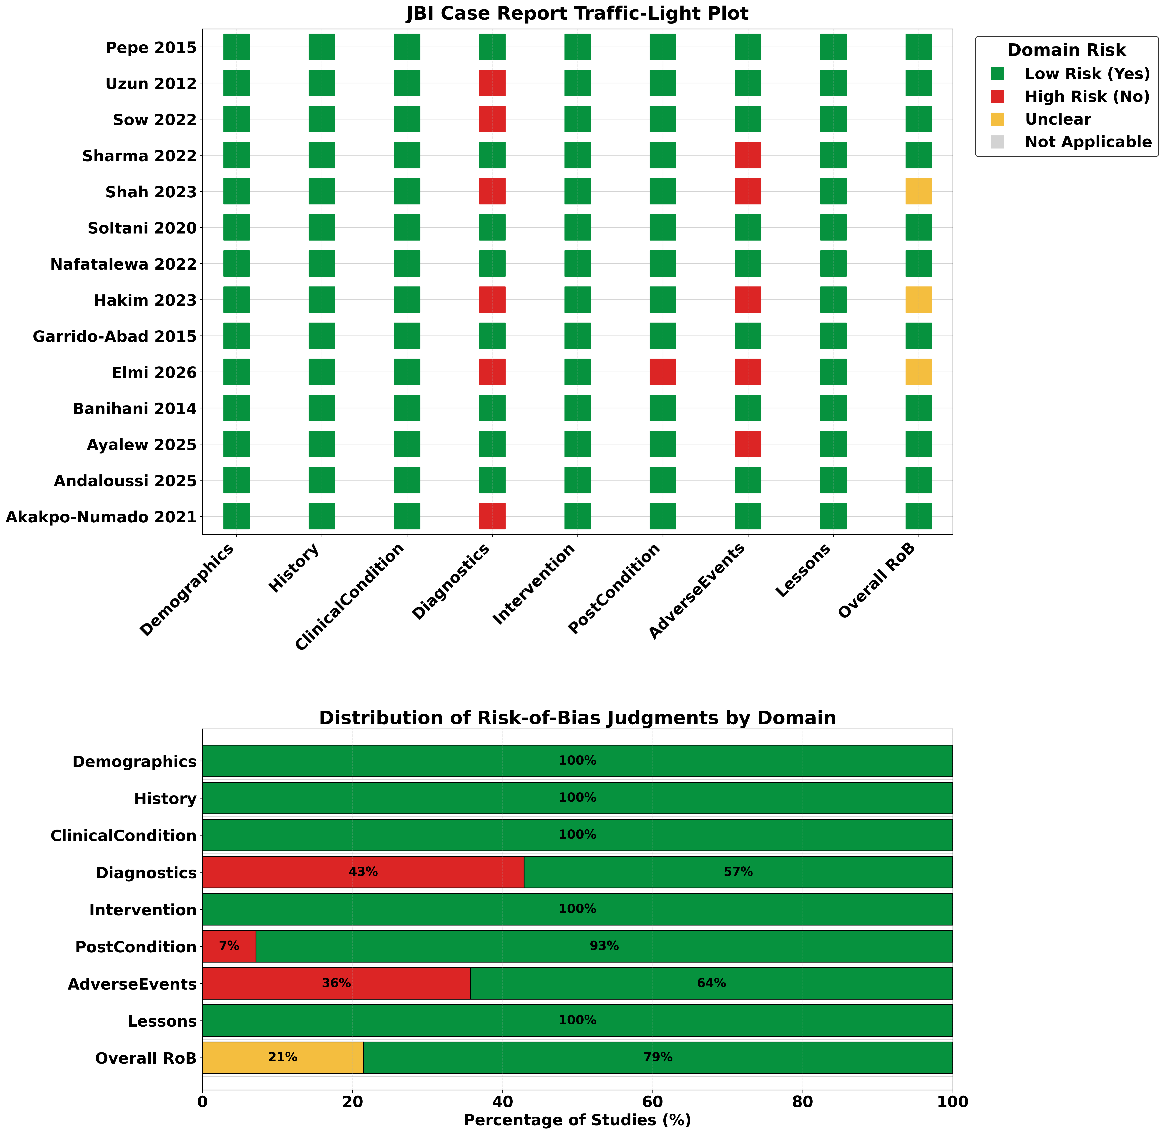 JBI Case Report Traffic-Light Plot
Pepe 2015
Uzun 2012
Sow 2022
Sharma 2022
Shah 2023
Soltani 2020
Nafatalewa 2022
Hakim 2023
Garrido-Abad 2015
Elmi 2026
Banihani 2014
Ayalew 2025
Andaloussi 2025
Akakpo-Numado 2021
Demographics
History
ClinicalCondition
Diagnostics
Intervention
PostCondition
AdverseEvents
Lessons
Overall RoB
Domain Risk
Low Risk (Yes)
High Risk (No)
Unclear
Not Applicable
Distribution of Risk-of-Bias Judgments by Domain
Demographics 100%
History 100%
ClinicalCondition 100%
Diagnostics 43% 57%
Intervention 100%
PostCondition 7% 93%
AdverseEvents 36% 64%
Lessons 100%
Overall RoB 21% 79%
0 20 40 60 80 100
Percentage of Studies (%)